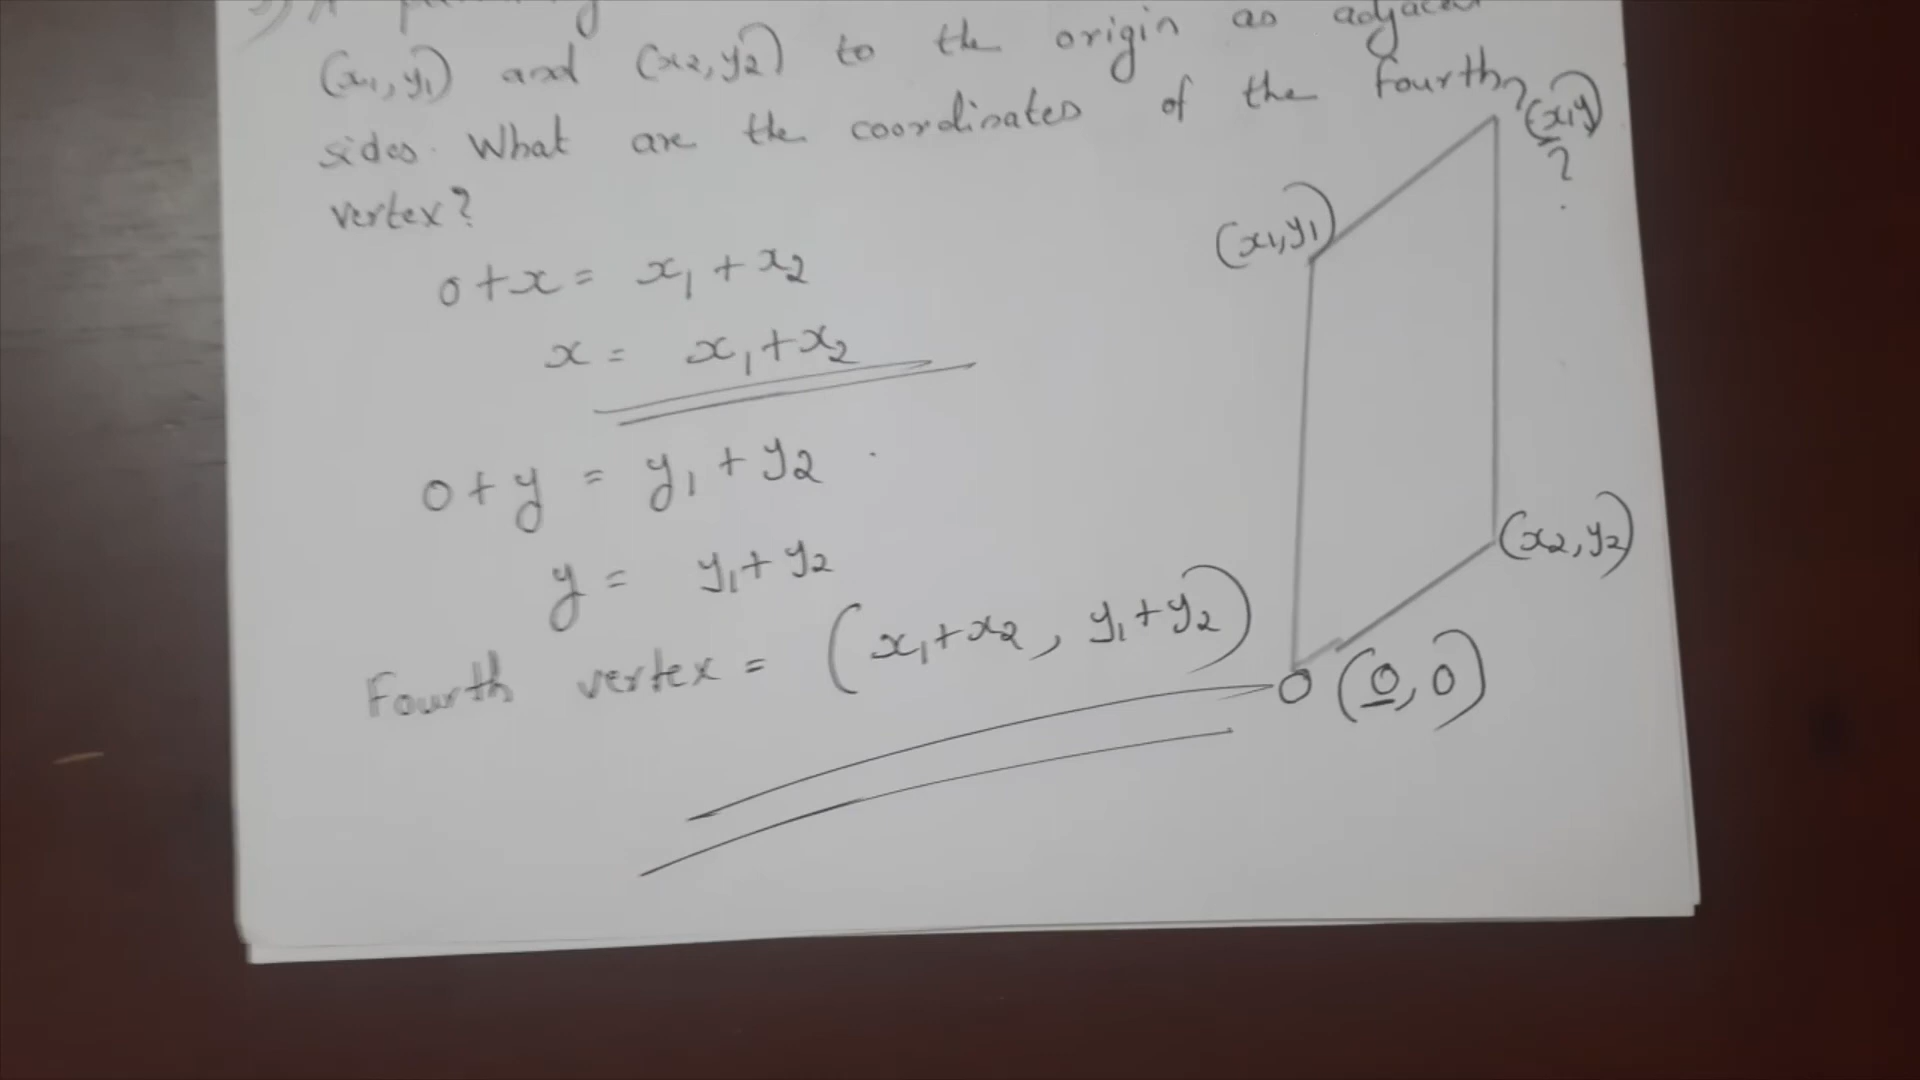 (x1, y1) and (x2, y2) to the origin as
sides. What are the coordinates of the fourth
vertex?
0+x = x1 + x2
x = x1+x2
0+y = y1 + y2
y = y1+y2
Fourth vertex = (x1+x2, y1+y2)
(x,y)
?
(x1,y1)
(x2,y2)
O (0,0)